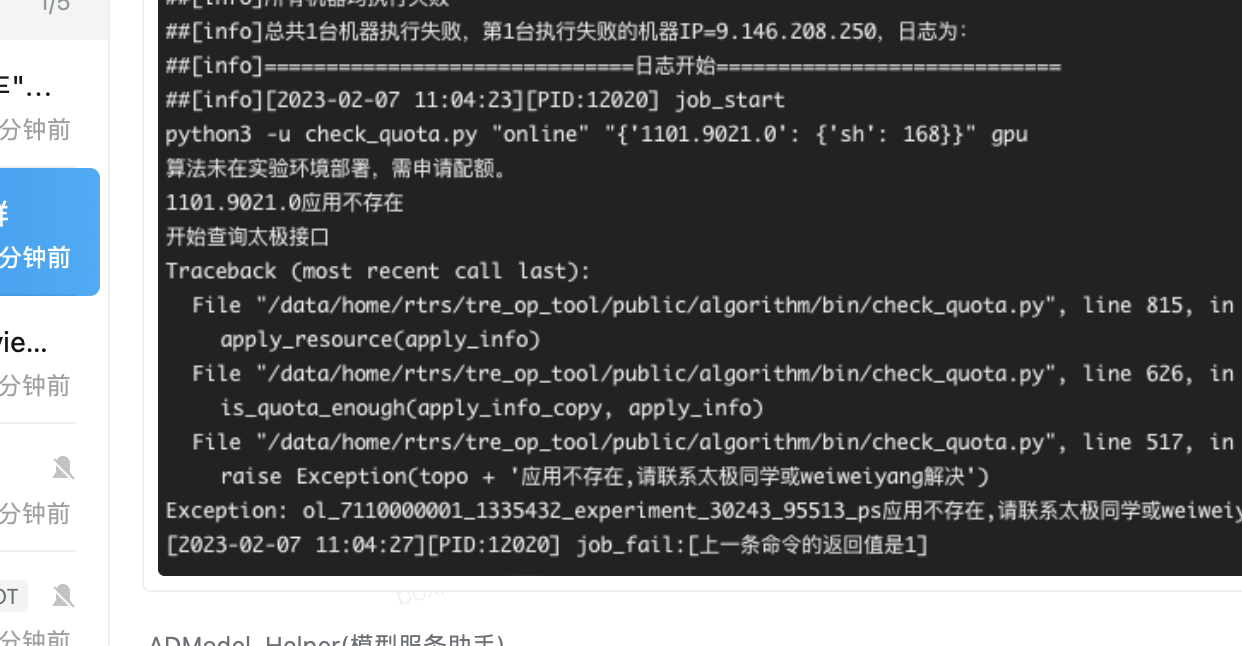 1/5
##[info]所有机器均执行失败
##[info]总共1台机器执行失败，第1台执行失败的机器IP=9.146.208.250，日志为：
##[info]==============================日志开始============================
##[info][2023-02-07 11:04:23][PID:12020] job_start
python3 -u check_quota.py "online" "{'1101.9021.0': {'sh': 168}}" gpu
算法未在实验环境部署，需申请配额。
1101.9021.0应用不存在
开始查询太极接口
Traceback (most recent call last):
File "/data/home/rtrs/tre_op_tool/public/algorithm/bin/check_quota.py", line 815, in
apply_resource(apply_info)
File "/data/home/rtrs/tre_op_tool/public/algorithm/bin/check_quota.py", line 626, in
is_quota_enough(apply_info_copy, apply_info)
File "/data/home/rtrs/tre_op_tool/public/algorithm/bin/check_quota.py", line 517, in
raise Exception(topo + '应用不存在,请联系太极同学或weiweiyang解决')
Exception: ol_7110000001_1335432_experiment_30243_95513_ps应用不存在,请联系太极同学或weiweiy
[2023-02-07 11:04:27][PID:12020] job_fail:[上一条命令的返回值是1]
ADModel_Helper(模型服务助手)
"...
分钟前
分钟前
vie...
分钟前
分钟前
OT
分钟前